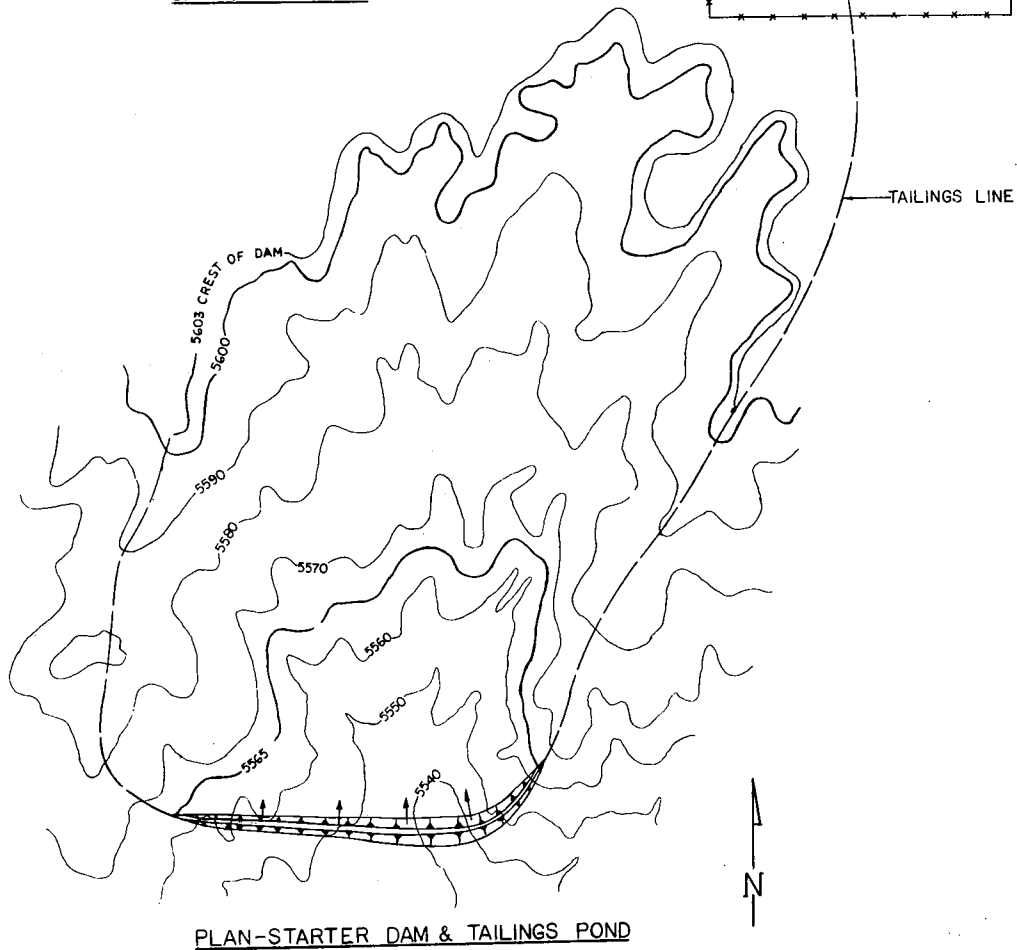 TAILINGS LINE
5603 CREST OF DAM
5600
5590
5580
5570
5560
5550
5565
5540
N
PLAN-STARTER DAM & TAILINGS POND